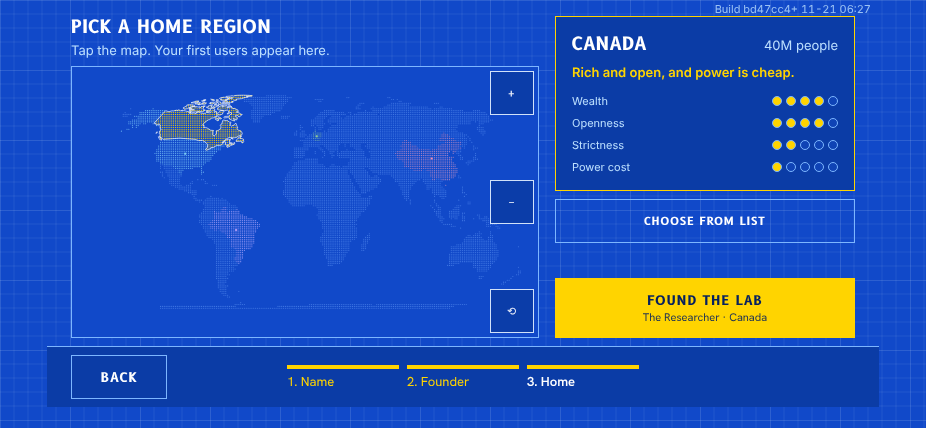 Build bd47cc4+ 11-21 06:27
PICK A HOME REGION
Tap the map. Your first users appear here.
+
−
⟲
CANADA
40M people
Rich and open, and power is cheap.
Wealth
Openness
Strictness
Power cost
CHOOSE FROM LIST
FOUND THE LAB
The Researcher · Canada
BACK
1. Name
2. Founder
3. Home